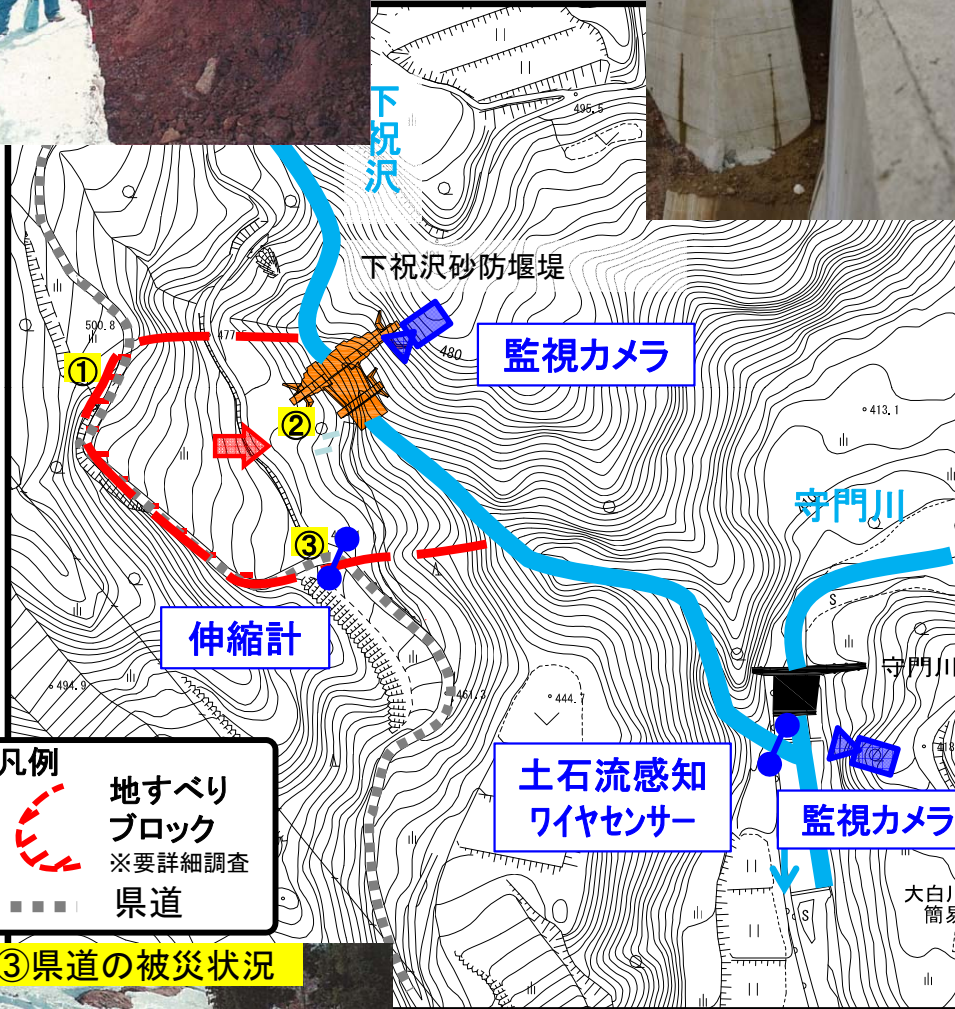 下祝沢
495.5
下祝沢砂防堰堤
500.8
監視カメラ
480
①
②
413.1
守門川
③
伸縮計
S
守門川
494.9
461.3
444.7
凡例
地すべり
ブロック
※要詳細調査
県道
土石流感知
ワイヤセンサー
監視カメラ
大白川
簡易
S
③県道の被災状況